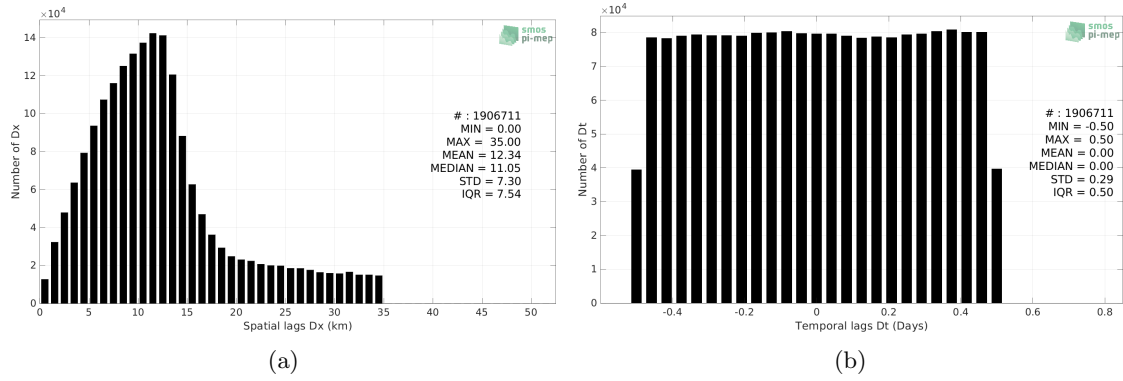 ×10⁴
14
12
10
8
6
4
2
0
Number of Dx
smos
pi-mep
# : 1906711
MIN = 0.00
MAX = 35.00
MEAN = 12.34
MEDIAN = 11.05
STD = 7.30
IQR = 7.54
0 5 10 15 20 25 30 35 40 45 50
Spatial lags Dx (km)
(a)
×10⁴
8
7
6
5
4
3
2
1
0
Number of Dt
smos
pi-mep
# : 1906711
MIN = -0.50
MAX = 0.50
MEAN = 0.00
MEDIAN = 0.00
STD = 0.29
IQR = 0.50
-0.4 -0.2 0 0.2 0.4 0.6 0.8
Temporal lags Dt (Days)
(b)